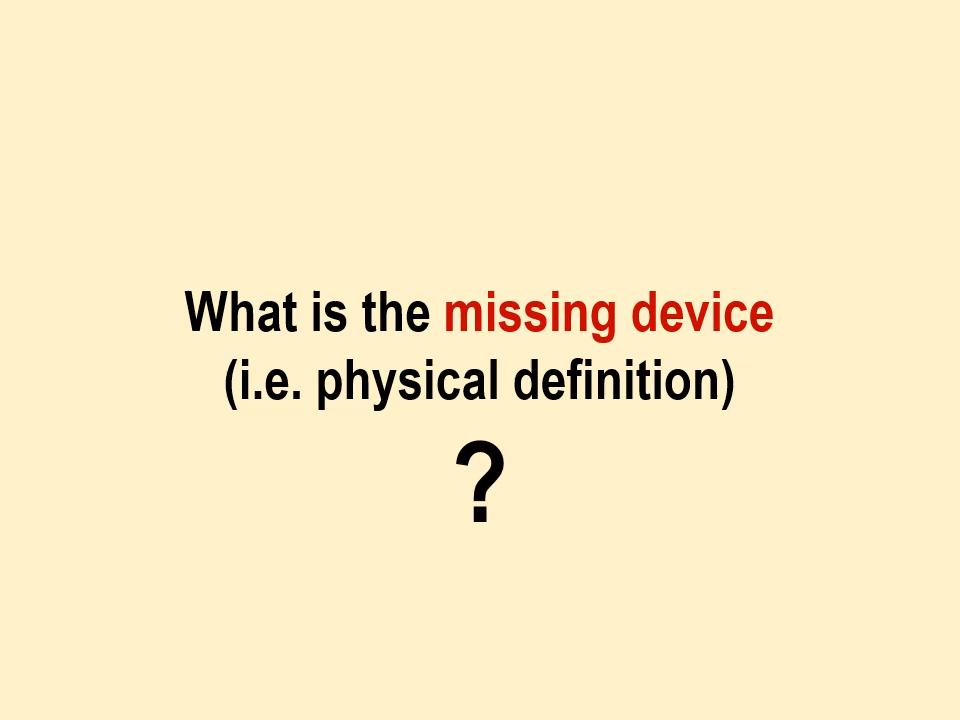 What is the missing device
(i.e. physical definition)
?